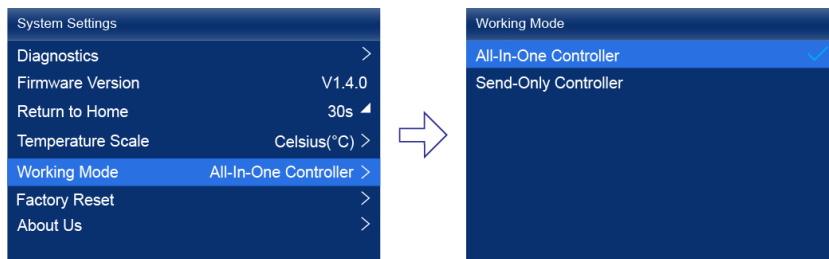 System Settings
Diagnostics >
Firmware Version V1.4.0
Return to Home 30s
Temperature Scale Celsius(°C) >
Working Mode All-In-One Controller >
Factory Reset >
About Us >
Working Mode
All-In-One Controller
Send-Only Controller